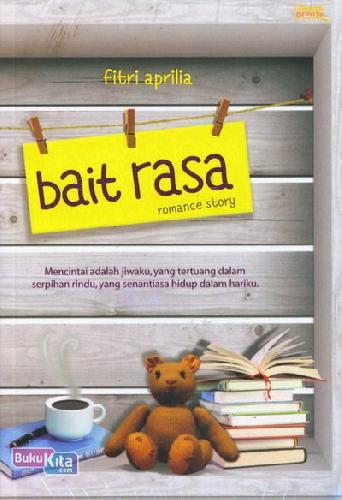 fitri aprilia
bait rasa
romance story
Mencintai adalah jiwaku, yang tertuang dalam
serpihan rindu, yang senantiasa hidup dalam hariku.
BukuKita
.com